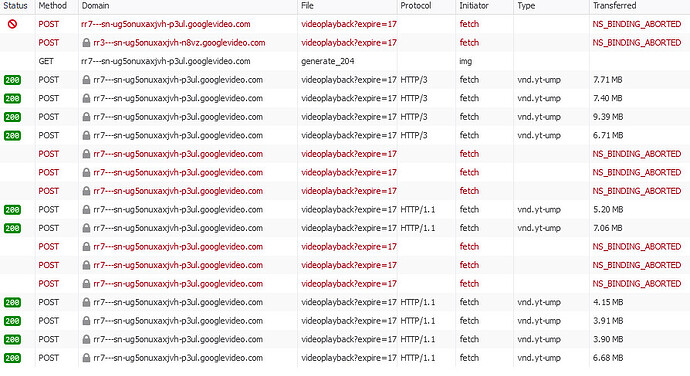 Status Method Domain File Protocol Initiator Type Transferred
POST rr7---sn-ug5onuxaxjvh-p3ul.googlevideo.com videoplayback?expire=17 fetch NS_BINDING_ABORTED
POST rr3---sn-ug5onuxaxjvh-n8vz.googlevideo.com videoplayback?expire=17 fetch NS_BINDING_ABORTED
GET rr7---sn-ug5onuxaxjvh-p3ul.googlevideo.com generate_204 img
200 POST rr7---sn-ug5onuxaxjvh-p3ul.googlevideo.com videoplayback?expire=17 HTTP/3 fetch vnd.yt-ump 7.71 MB
200 POST rr7---sn-ug5onuxaxjvh-p3ul.googlevideo.com videoplayback?expire=17 HTTP/3 fetch vnd.yt-ump 7.40 MB
200 POST rr7---sn-ug5onuxaxjvh-p3ul.googlevideo.com videoplayback?expire=17 HTTP/3 fetch vnd.yt-ump 9.39 MB
200 POST rr7---sn-ug5onuxaxjvh-p3ul.googlevideo.com videoplayback?expire=17 HTTP/3 fetch vnd.yt-ump 6.71 MB
POST rr7---sn-ug5onuxaxjvh-p3ul.googlevideo.com videoplayback?expire=17 fetch NS_BINDING_ABORTED
POST rr7---sn-ug5onuxaxjvh-p3ul.googlevideo.com videoplayback?expire=17 fetch NS_BINDING_ABORTED
POST rr7---sn-ug5onuxaxjvh-p3ul.googlevideo.com videoplayback?expire=17 fetch NS_BINDING_ABORTED
200 POST rr7---sn-ug5onuxaxjvh-p3ul.googlevideo.com videoplayback?expire=17 HTTP/1.1 fetch vnd.yt-ump 5.20 MB
200 POST rr7---sn-ug5onuxaxjvh-p3ul.googlevideo.com videoplayback?expire=17 HTTP/1.1 fetch vnd.yt-ump 7.06 MB
POST rr7---sn-ug5onuxaxjvh-p3ul.googlevideo.com videoplayback?expire=17 fetch NS_BINDING_ABORTED
POST rr7---sn-ug5onuxaxjvh-p3ul.googlevideo.com videoplayback?expire=17 fetch NS_BINDING_ABORTED
POST rr7---sn-ug5onuxaxjvh-p3ul.googlevideo.com videoplayback?expire=17 fetch NS_BINDING_ABORTED
200 POST rr7---sn-ug5onuxaxjvh-p3ul.googlevideo.com videoplayback?expire=17 HTTP/1.1 fetch vnd.yt-ump 4.15 MB
200 POST rr7---sn-ug5onuxaxjvh-p3ul.googlevideo.com videoplayback?expire=17 HTTP/1.1 fetch vnd.yt-ump 3.91 MB
200 POST rr7---sn-ug5onuxaxjvh-p3ul.googlevideo.com videoplayback?expire=17 HTTP/1.1 fetch vnd.yt-ump 3.90 MB
200 POST rr7---sn-ug5onuxaxjvh-p3ul.googlevideo.com videoplayback?expire=17 HTTP/1.1 fetch vnd.yt-ump 6.68 MB